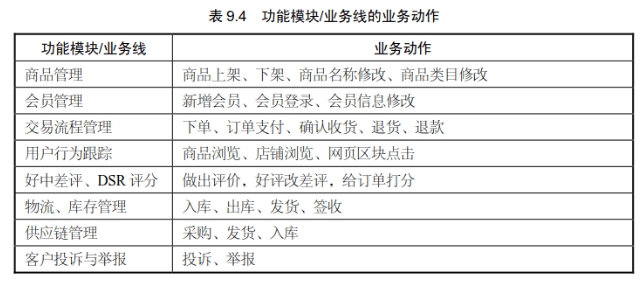 表 9.4 功能模块/业务线的业务动作
功能模块/业务线 业务动作
商品管理 商品上架、下架、商品名称修改、商品类目修改
会员管理 新增会员、会员登录、会员信息修改
交易流程管理 下单、订单支付、确认收货、退货、退款
用户行为跟踪 商品浏览、店铺浏览、网页区块点击
好中差评、DSR 评分 做出评价，好评改差评，给订单打分
物流、库存管理 入库、出库、发货、签收
供应链管理 采购、发货、入库
客户投诉与举报 投诉、举报